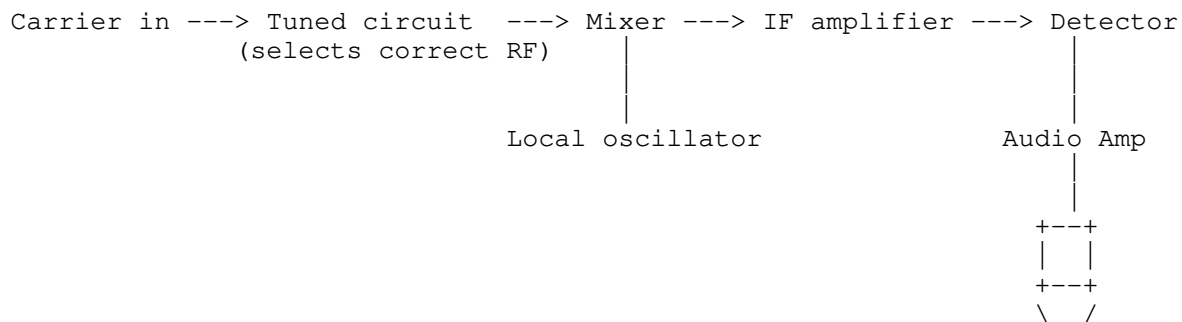 Carrier in ---> Tuned circuit ---> Mixer ---> IF amplifier ---> Detector
(selects correct RF)
Local oscillator Audio Amp